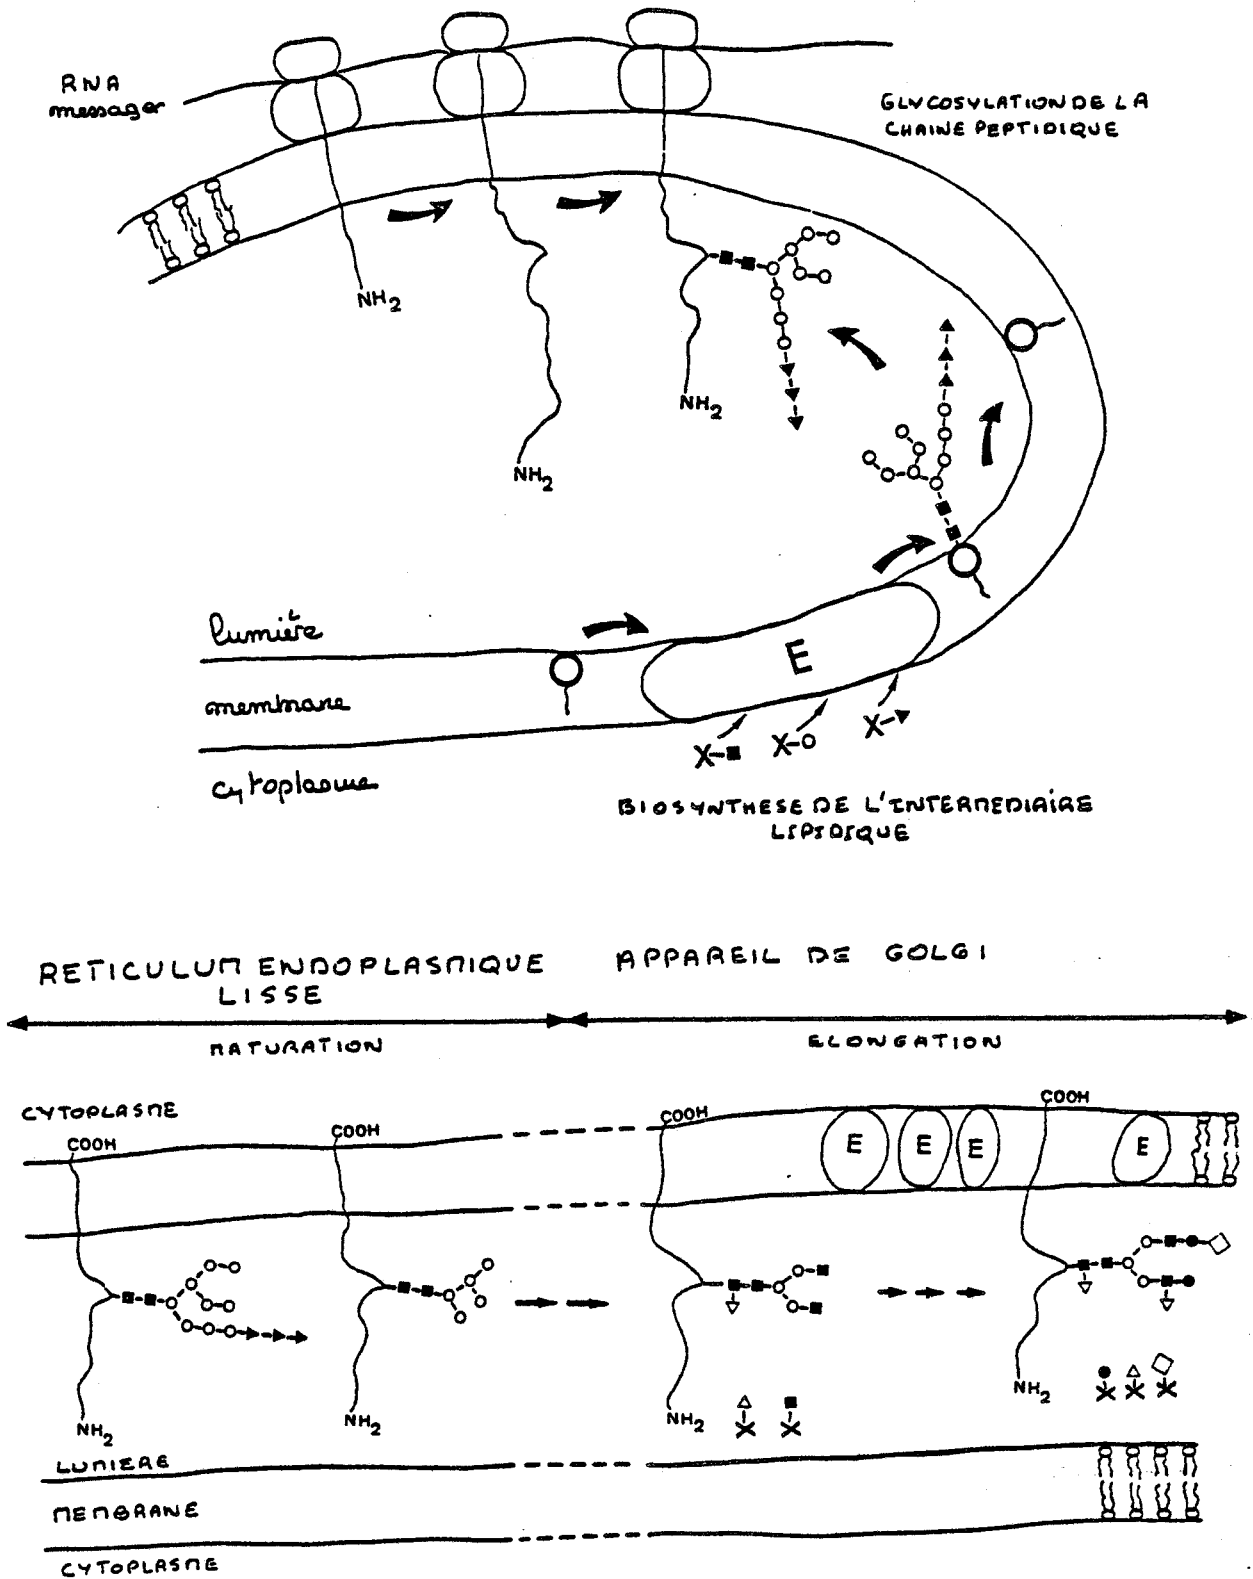 RNA
messager
GLYCOSYLATION DE LA
CHAINE PEPTIDIQUE
NH2
NH2
NH2
lumière
E
membrane
X-■
X-O
X-▼
cytoplasme
BIOSYNTHESE DE L'INTERMEDIAIRE
LIPIDIQUE
RETICULUM ENDOPLASMIQUE
LISSE
APPAREIL DE GOLGI
MATURATION
ELONGATION
CYTOPLASME
COOH
COOH
COOH
COOH
E
E
E
E
NH2
NH2
NH2
NH2
X
X
X
X
X
LUMIERE
MEMBRANE
CYTOPLASME